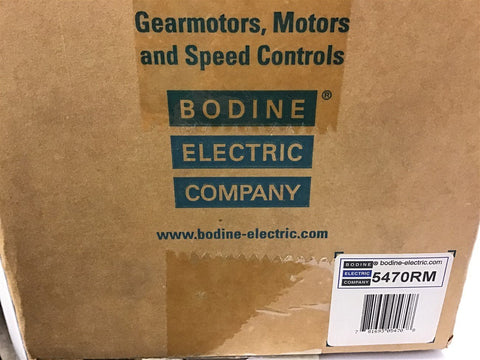 Gearmotors, Motors
and Speed Controls
BODINE ®
ELECTRIC
COMPANY
www.bodine-electric.com
BODINE ® bodine-electric.com
ELECTRIC
COMPANY
5470RM